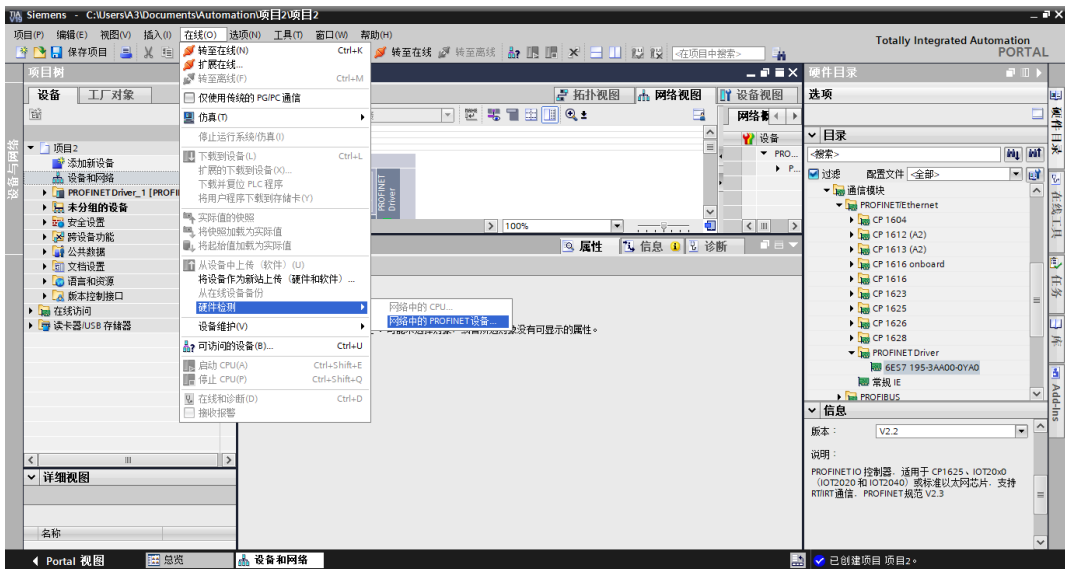 Siemens - C:\Users\A3\Documents\Automation\项目2\项目2
项目(P) 编辑(E) 视图(V) 插入(I) 在线(O) 选项(N) 工具(T) 窗口(W) 帮助(H)
Totally Integrated Automation
PORTAL
保存项目
转至在线 转至离线 <在项目中搜索>
转至在线(N) Ctrl+K
扩展在线...
转至离线(F) Ctrl+M
仅使用传统的 PG/PC 通信
仿真(T)
停止运行系统/仿真(I)
下载到设备(L) Ctrl+L
扩展的下载到设备(X)...
下载并复位 PLC 程序
将用户程序下载到存储卡(Y)
实际值的快照
将快照加载为实际值
将起始值加载为实际值
从设备中上传（软件）(U)
将设备作为新站上传（硬件和软件）...
从在线设备备份
硬件检测
网络中的 CPU...
网络中的 PROFINET 设备...
设备维护(V)
可访问的设备(B)... Ctrl+U
启动 CPU(A) Ctrl+Shift+E
停止 CPU(P) Ctrl+Shift+Q
在线和诊断(D) Ctrl+D
接收报警
项目树
设备 工厂对象
设备与网络
项目2
添加新设备
设备和网络
PROFINET Driver_1 [PROFI
未分组的设备
安全设置
跨设备功能
公共数据
文档设置
语言和资源
版本控制接口
在线访问
读卡器/USB 存储器
详细视图
名称
拓扑视图 网络视图 设备视图
网络
设备
PRO...
P...
PROFINET
Driver
100%
属性 信息 诊断
没有可显示的属性。
硬件目录
选项
目录
<搜索>
过滤 配置文件 <全部>
通信模块
PROFINET/Ethernet
CP 1604
CP 1612 (A2)
CP 1613 (A2)
CP 1616 onboard
CP 1616
CP 1623
CP 1625
CP 1626
CP 1628
PROFINET Driver
6ES7 195-3AA00-0YA0
常规 IE
PROFIBUS
信息
版本： V2.2
说明：
PROFINET IO 控制器. 适用于 CP1625、IOT20x0
（IOT2020 和 IOT2040）或标准以太网芯片. 支持
RT/IRT 通信. PROFINET 规范 V2.3
硬件目录
在线工具
任务
库
Add-Ins
Portal 视图 总览 设备和网络
已创建项目 项目2。